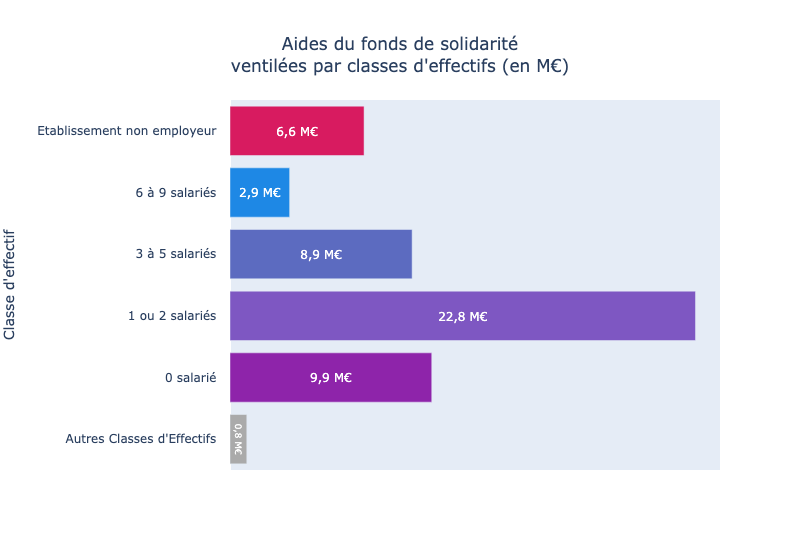 Aides du fonds de solidarité
ventilées par classes d'effectifs (en M€)
Classe d'effectif
Etablissement non employeur
6,6 M€
6 à 9 salariés
2,9 M€
3 à 5 salariés
8,9 M€
1 ou 2 salariés
22,8 M€
0 salarié
9,9 M€
Autres Classes d'Effectifs
0,8 M€